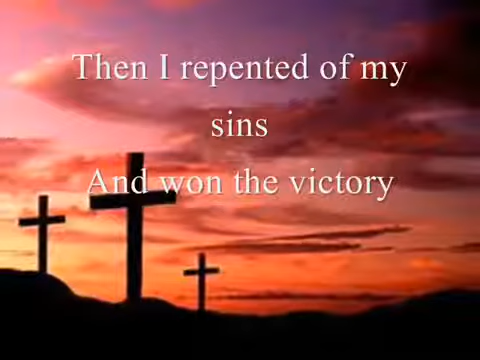 Then I repented of my
sins
And won the victory